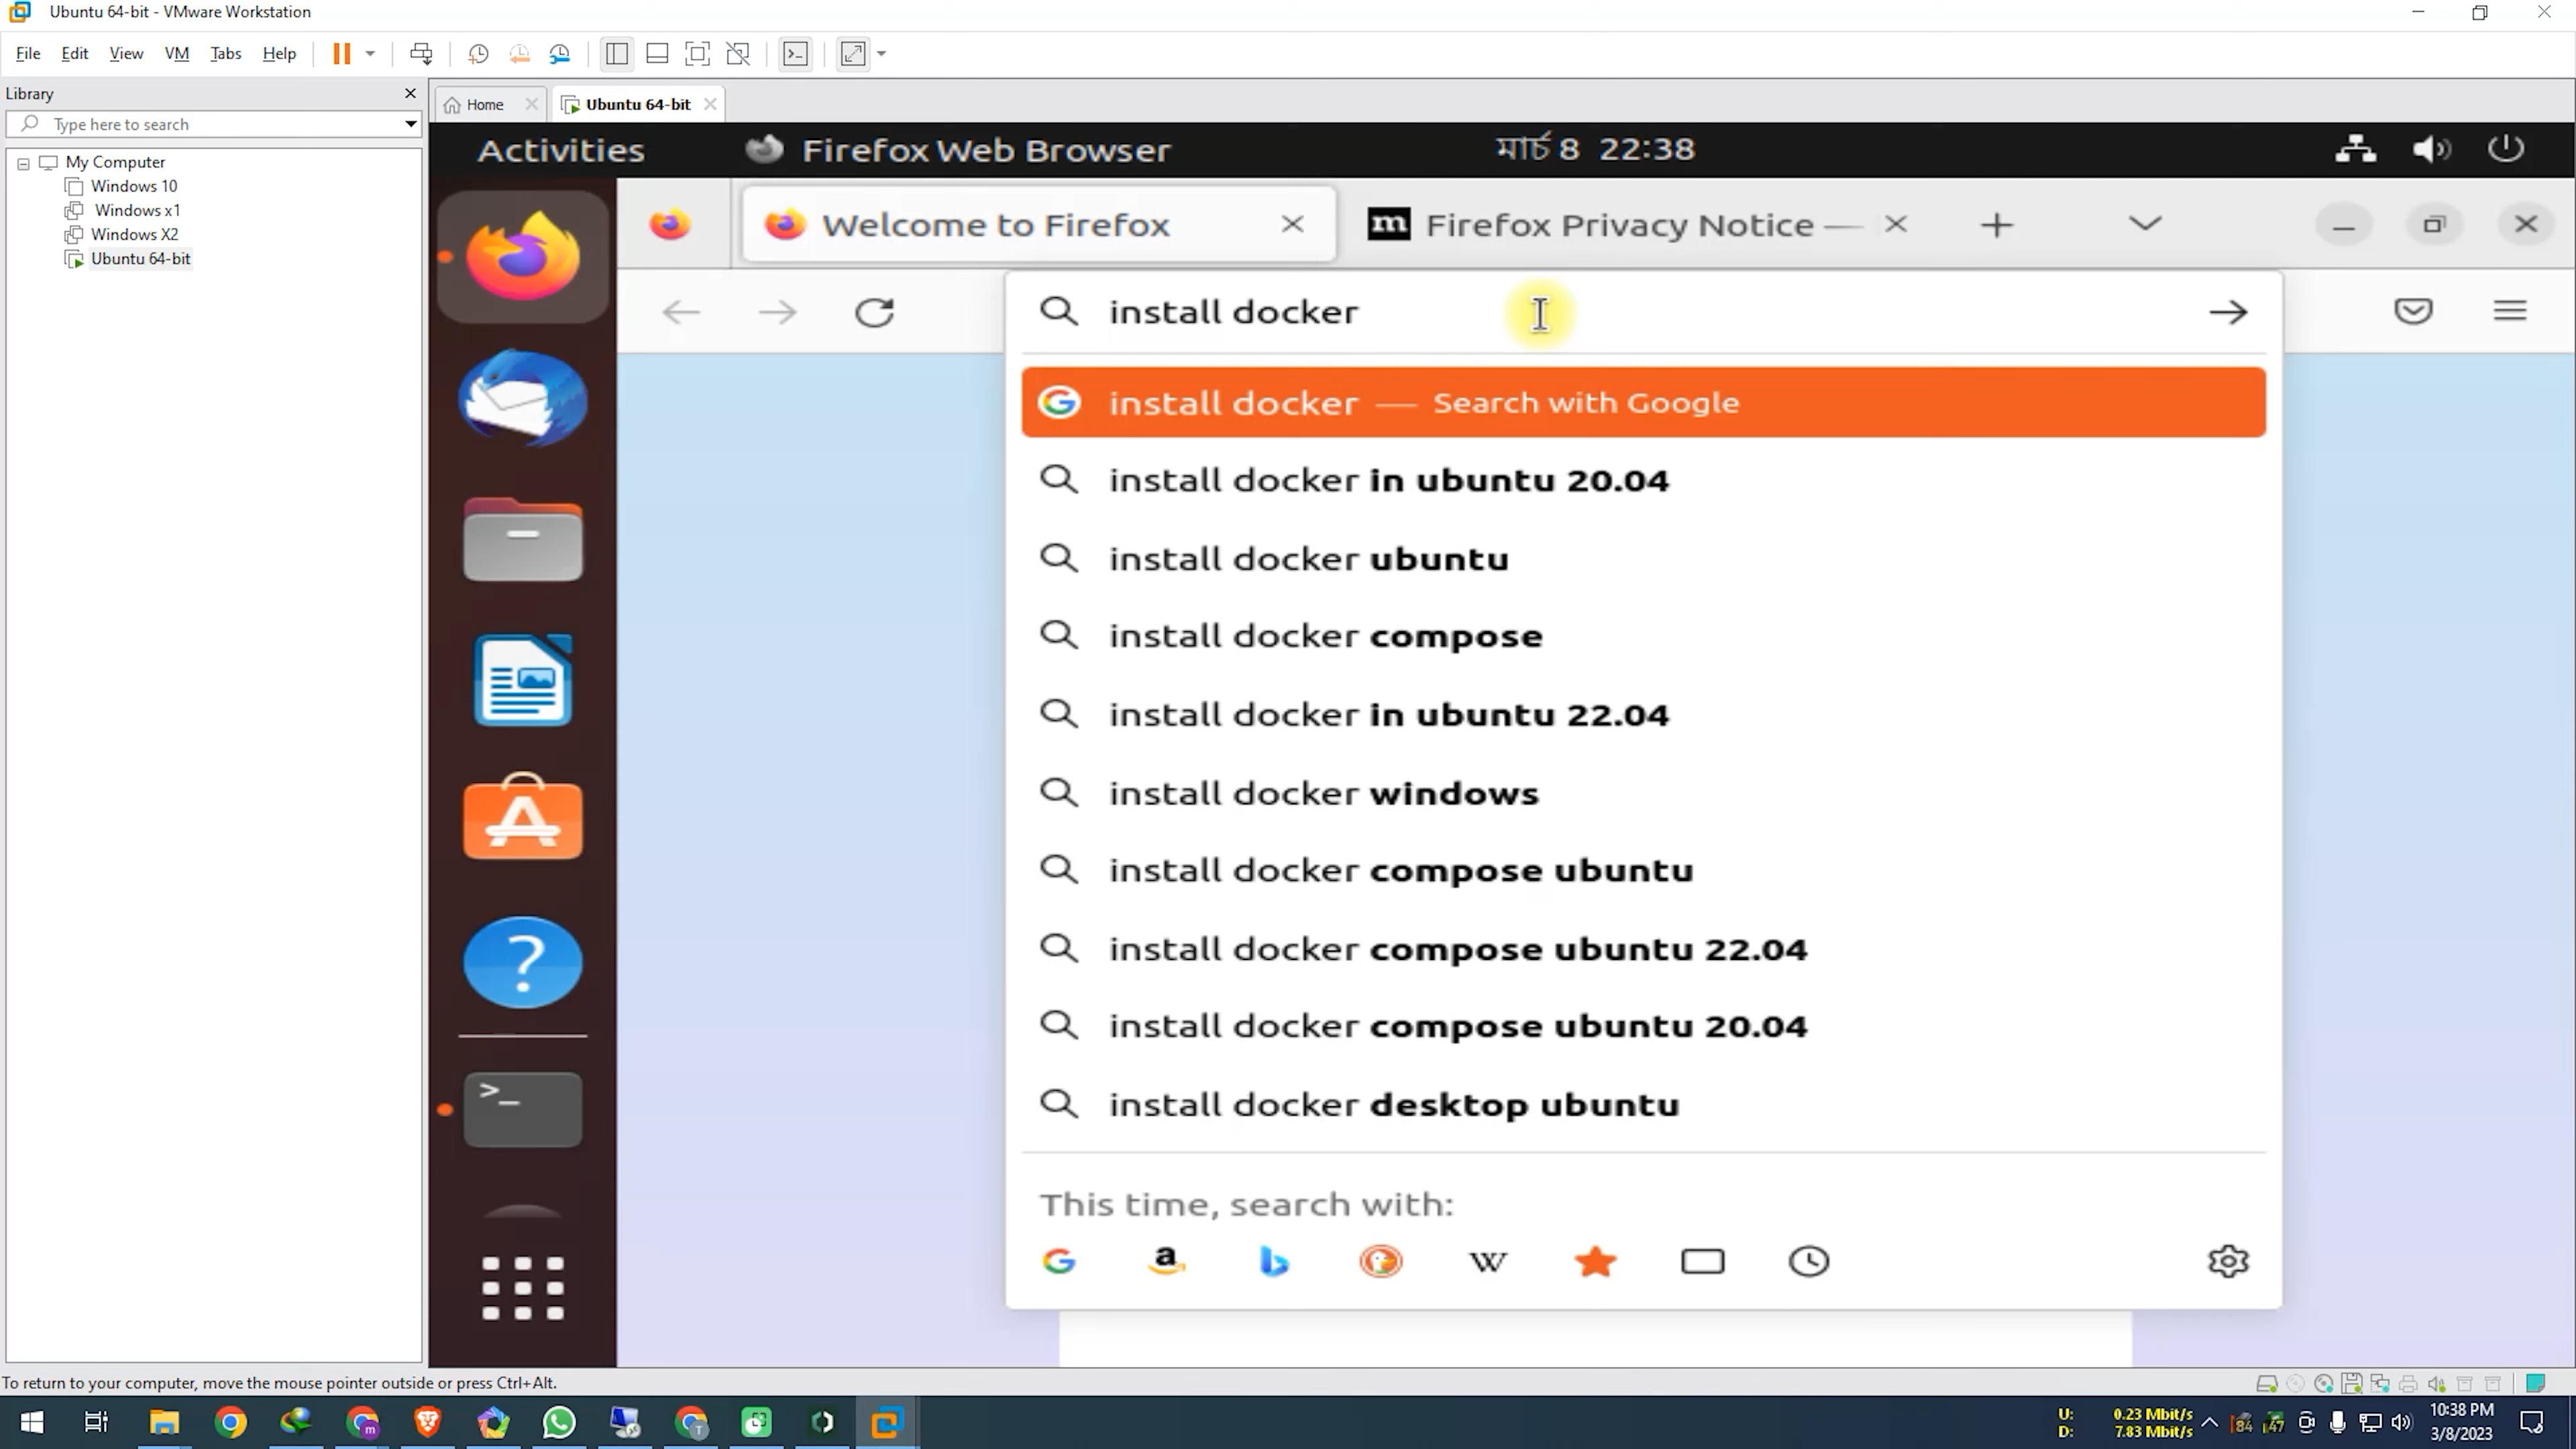 Ubuntu 64-bit - VMware Workstation
File Edit View VM Tabs Help
Library
Type here to search
My Computer
Windows 10
Windows x1
Windows X2
Ubuntu 64-bit
Home Ubuntu 64-bit
Activities Firefox Web Browser মার্চ 8 22:38
Welcome to Firefox Firefox Privacy Notice —
install docker
install docker — Search with Google
install docker in ubuntu 20.04
install docker ubuntu
install docker compose
install docker in ubuntu 22.04
install docker windows
install docker compose ubuntu
install docker compose ubuntu 22.04
install docker compose ubuntu 20.04
install docker desktop ubuntu
This time, search with:
To return to your computer, move the mouse pointer outside or press Ctrl+Alt.
U: 0.23 Mbit/s
D: 7.83 Mbit/s
84 47
10:38 PM
3/8/2023